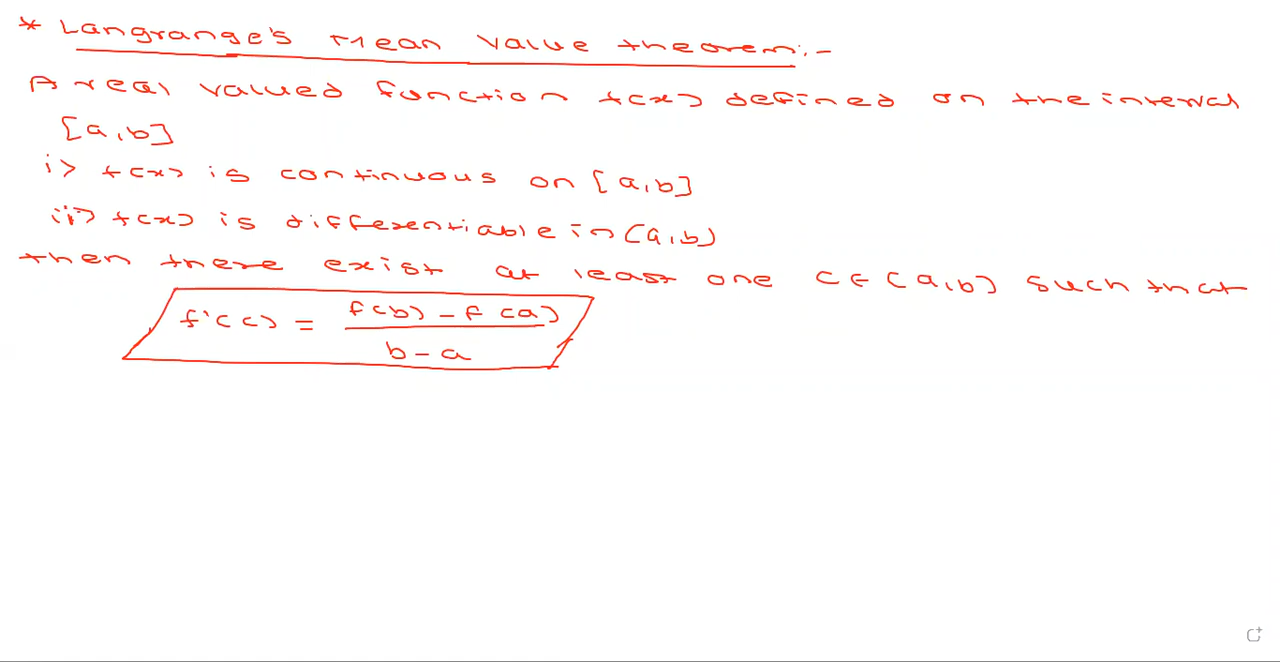 * Langrange's Mean value theorem:-
A real valued function f(x) defined on the interval
[a,b]
i> f(x) is continuous on [a,b]
ii> f(x) is differentiable in (a,b)
then there exist at least one c ∈ (a,b) such that
f'(c) = f(b) - f(a) / b - a